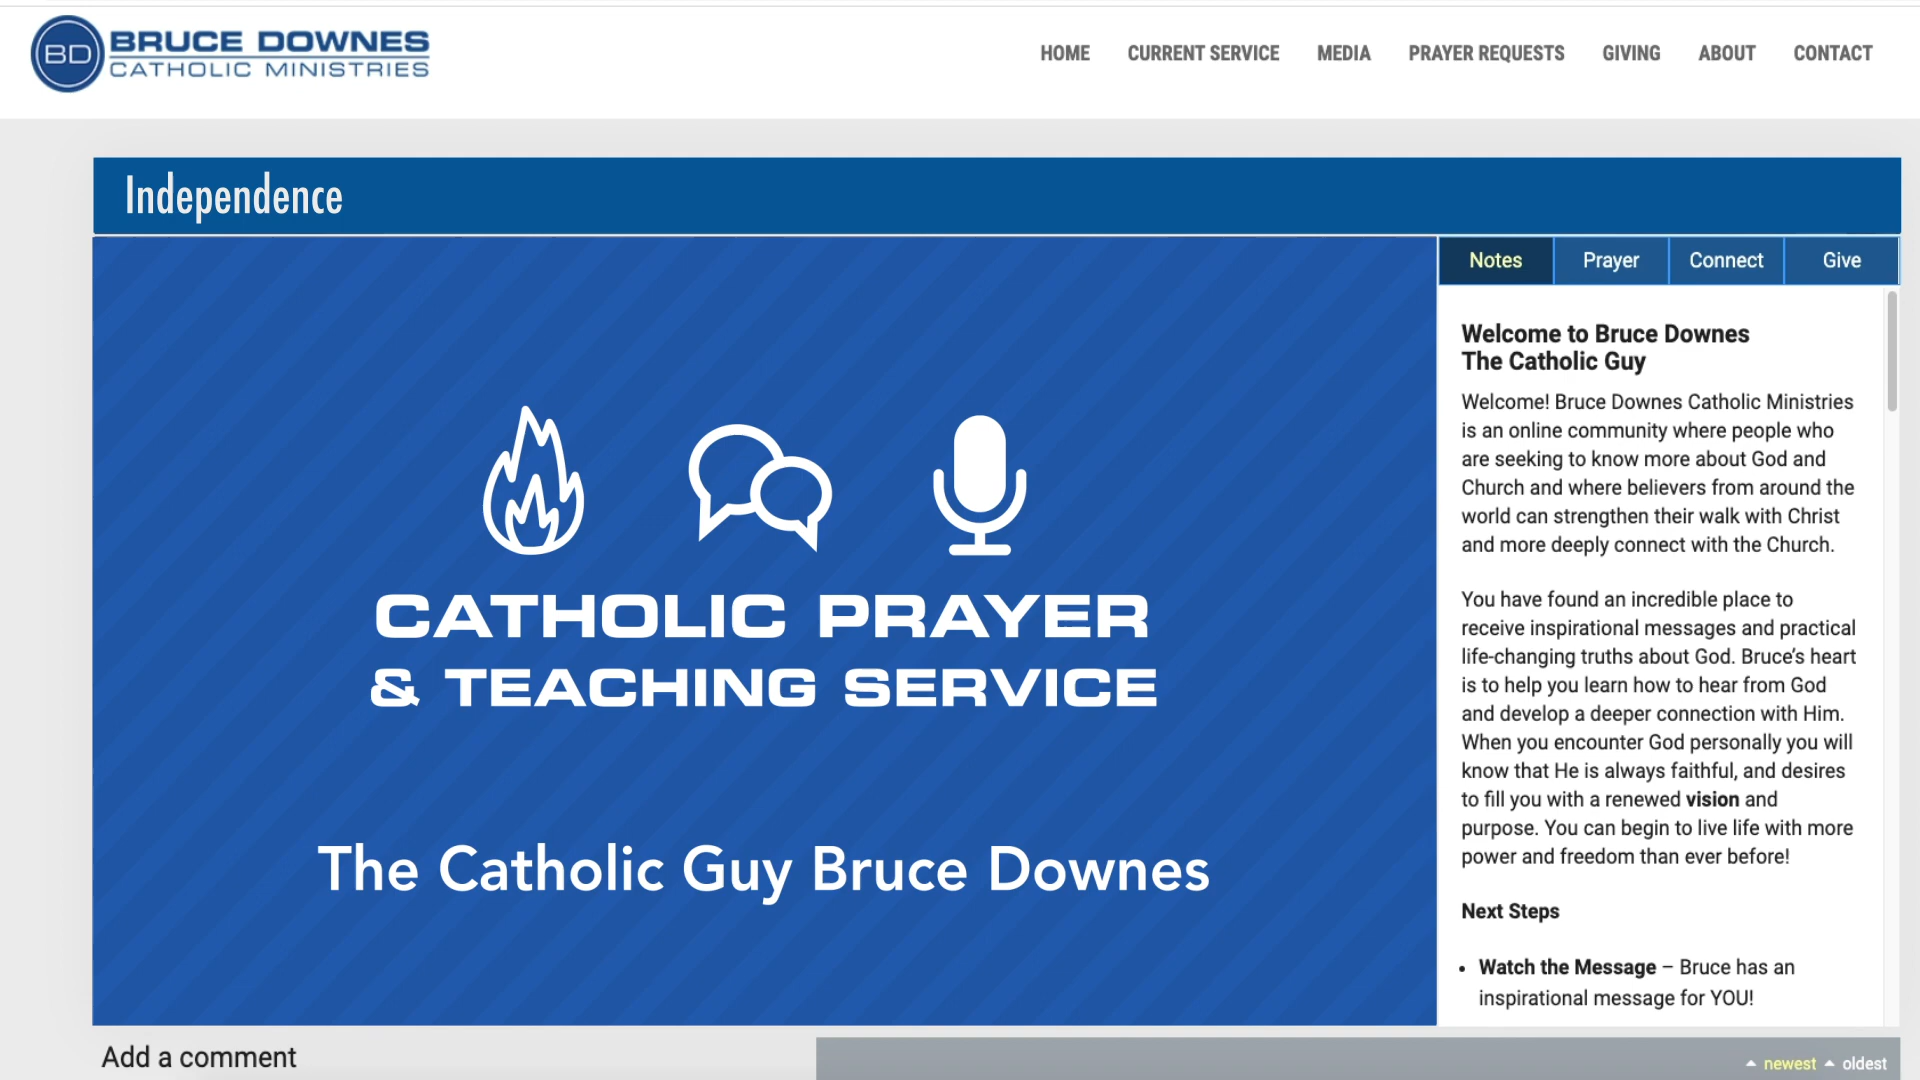 BD BRUCE DOWNES
CATHOLIC MINISTRIES
HOME CURRENT SERVICE MEDIA PRAYER REQUESTS GIVING ABOUT CONTACT
Independence
CATHOLIC PRAYER
& TEACHING SERVICE
The Catholic Guy Bruce Downes
Notes Prayer Connect Give
Welcome to Bruce Downes
The Catholic Guy
Welcome! Bruce Downes Catholic Ministries
is an online community where people who
are seeking to know more about God and
Church and where believers from around the
world can strengthen their walk with Christ
and more deeply connect with the Church.
You have found an incredible place to
receive inspirational messages and practical
life-changing truths about God. Bruce’s heart
is to help you learn how to hear from God
and develop a deeper connection with Him.
When you encounter God personally you will
know that He is always faithful, and desires
to fill you with a renewed vision and
purpose. You can begin to live life with more
power and freedom than ever before!
Next Steps
• Watch the Message – Bruce has an
inspirational message for YOU!
Add a comment
newest oldest